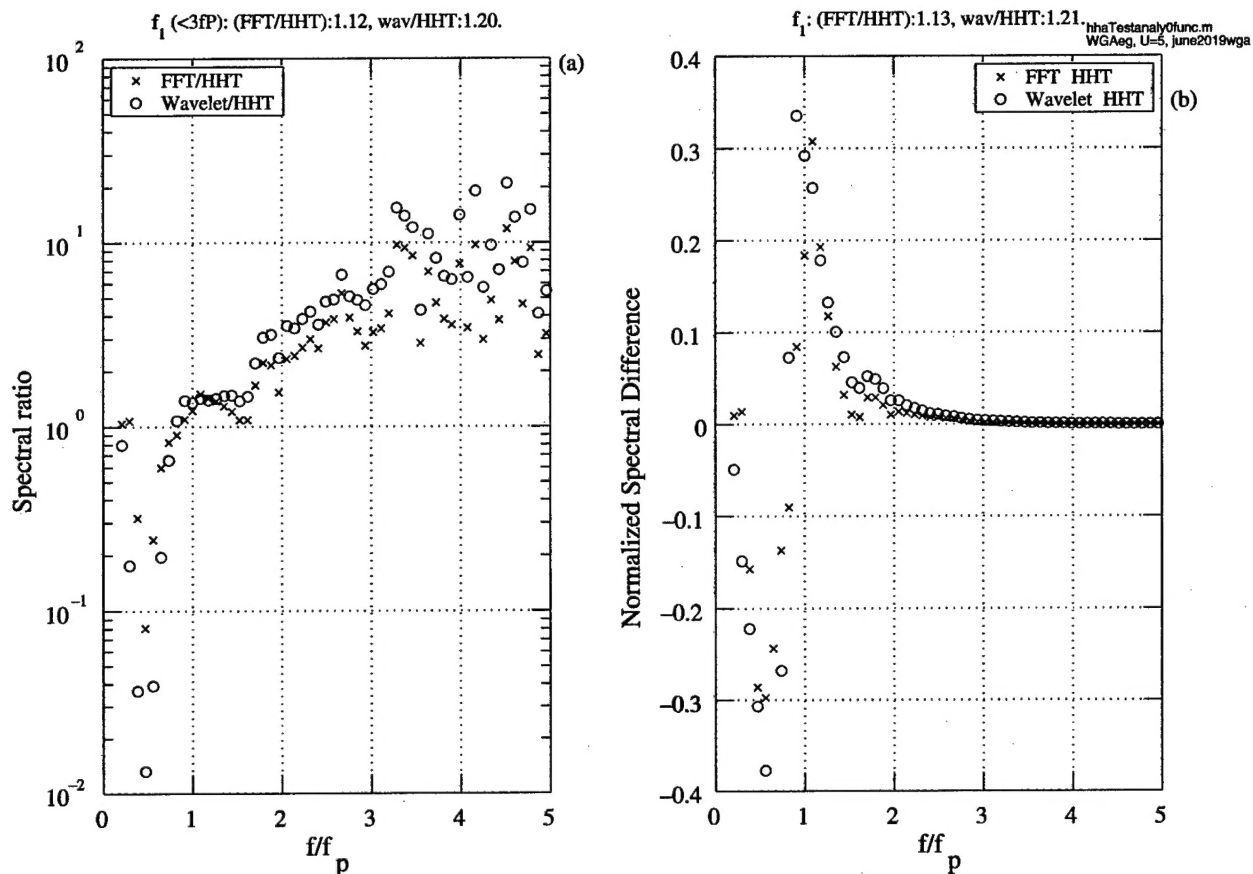 f1 (<3fP): (FFT/HHT):1.12, wav/HHT:1.20.
(a)
× FFT/HHT
o Wavelet/HHT
10^2
10^1
10^0
10^-1
10^-2
Spectral ratio
0 1 2 3 4 5
f/f_p
f1: (FFT/HHT):1.13, wav/HHT:1.21.
hhaTestanaly0func.m
WGAeg, U=5, june2019wga
(b)
× FFT HHT
o Wavelet HHT
0.4
0.3
0.2
0.1
0
-0.1
-0.2
-0.3
-0.4
Normalized Spectral Difference
0 1 2 3 4 5
f/f_p